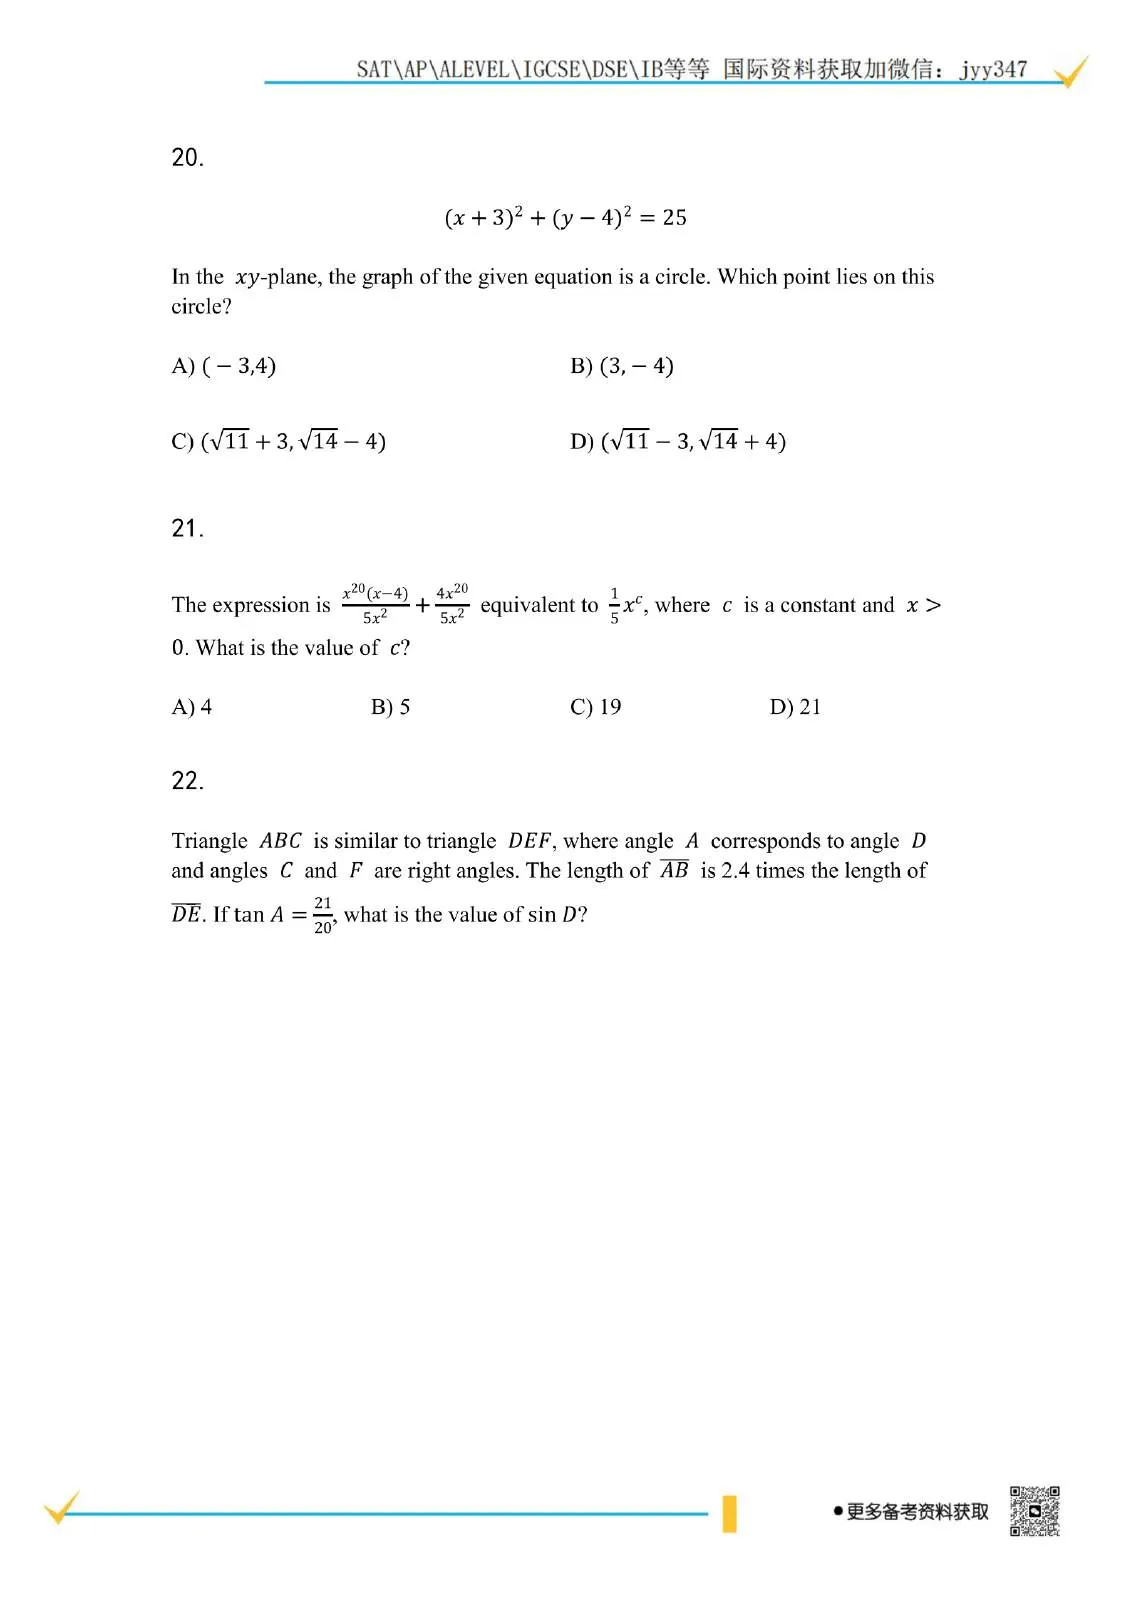 SAT\AP\ALEVEL\IGCSE\DSE\IB等等 国际资料获取加微信：jyy347
20.
(x + 3)² + (y − 4)² = 25
In the xy-plane, the graph of the given equation is a circle. Which point lies on this
circle?
A) ( − 3,4)
B) (3, − 4)
C) (√11 + 3, √14 − 4)
D) (√11 − 3, √14 + 4)
21.
The expression is x²⁰(x−4)/5x² + 4x²⁰/5x² equivalent to 1/5 xᶜ, where c is a constant and x >
0. What is the value of c?
A) 4
B) 5
C) 19
D) 21
22.
Triangle ABC is similar to triangle DEF, where angle A corresponds to angle D
and angles C and F are right angles. The length of A̅B̅ is 2.4 times the length of
D̅E̅. If tan A = 21/20, what is the value of sin D?
●更多备考资料获取